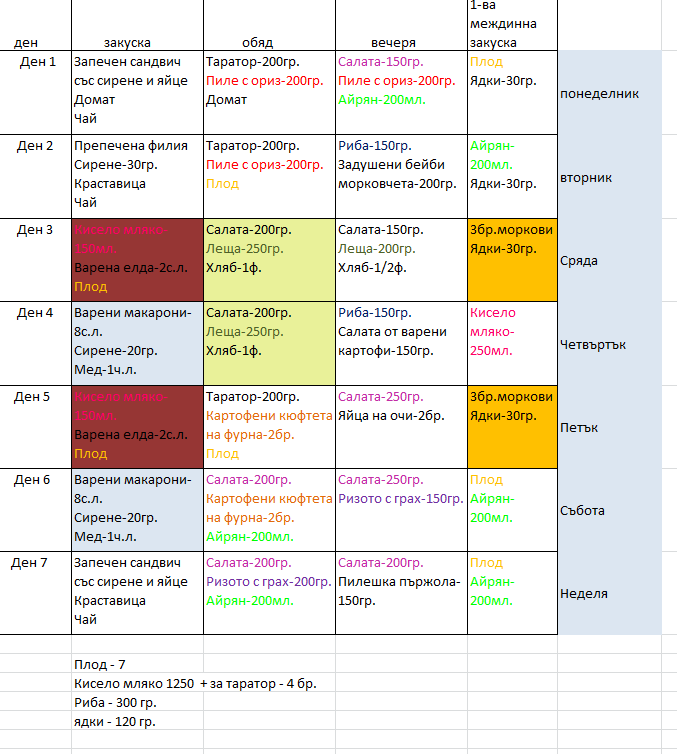 ден закуска обяд вечеря 1-ва междинна закуска
Ден 1
Запечен сандвич
със сирене и яйце
Домат
Чай
Таратор-200гр.
Пиле с ориз-200гр.
Домат
Салата-150гр.
Пиле с ориз-200гр.
Айрян-200мл.
Плод
Ядки-30гр.
понеделник
Ден 2
Препечена филия
Сирене-30гр.
Краставица
Чай
Таратор-200гр.
Пиле с ориз-200гр.
Плод
Риба-150гр.
Задушени бейби
морковчета-200гр.
Айрян-
200мл.
Ядки-30гр.
вторник
Ден 3
Кисело мляко-
150мл.
Варена елда-2с.л.
Плод
Салата-200гр.
Леща-250гр.
Хляб-1ф.
Салата-150гр.
Леща-200гр.
Хляб-1/2ф.
3бр.моркови
Ядки-30гр.
Сряда
Ден 4
Варени макарони-
8с.л.
Сирене-20гр.
Мед-1ч.л.
Салата-200гр.
Леща-250гр.
Хляб-1ф.
Риба-150гр.
Салата от варени
картофи-150гр.
Кисело
мляко-
250мл.
Четвъртък
Ден 5
Кисело мляко-
150мл.
Варена елда-2с.л.
Плод
Таратор-200гр.
Картофени кюфтета
на фурна-2бр.
Плод
Салата-250гр.
Яйца на очи-2бр.
3бр.моркови
Ядки-30гр.
Петък
Ден 6
Варени макарони-
8с.л.
Сирене-20гр.
Мед-1ч.л.
Салата-200гр.
Картофени кюфтета
на фурна-2бр.
Айрян-200мл.
Салата-250гр.
Ризото с грах-150гр.
Плод
Айрян-
200мл.
Събота
Ден 7
Запечен сандвич
със сирене и яйце
Краставица
Чай
Салата-200гр.
Ризото с грах-200гр.
Айрян-200мл.
Салата-200гр.
Пилешка пържола-
150гр.
Плод
Айрян-
200мл.
Неделя
Плод - 7
Кисело мляко 1250 + за таратор - 4 бр.
Риба - 300 гр.
ядки - 120 гр.